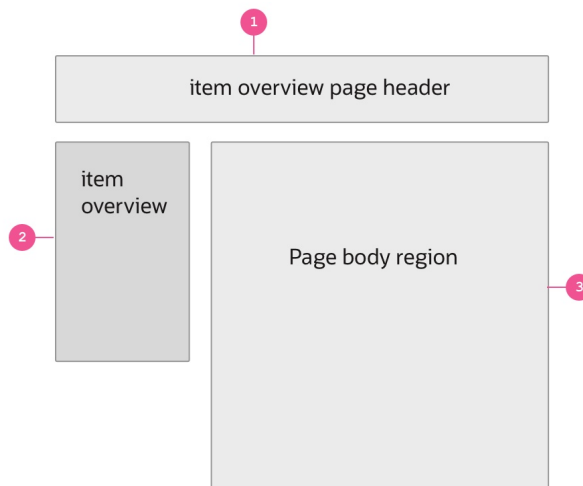 1
item overview page header
item
overview
2
Page body region
3